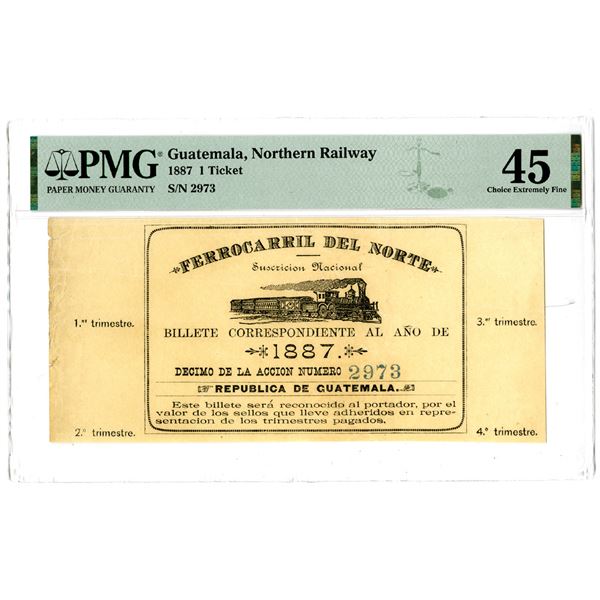 PMG®
PAPER MONEY GUARANTY
Guatemala, Northern Railway
1887 1 Ticket
S/N 2973
45
Choice Extremely Fine
FERROCARRIL DEL NORTE
Suscricion Nacional
BILLETE CORRESPONDIENTE AL AÑO DE
1887.
DECIMO DE LA ACCION NUMERO 2973
REPUBLICA DE GUATEMALA.
Este billete será reconocido al portador, por el
valor de los sellos que lleve adheridos en repre-
sentacion de los trimestres pagados.
1.er trimestre.
2.º trimestre.
3.er trimestre.
4.º trimestre.